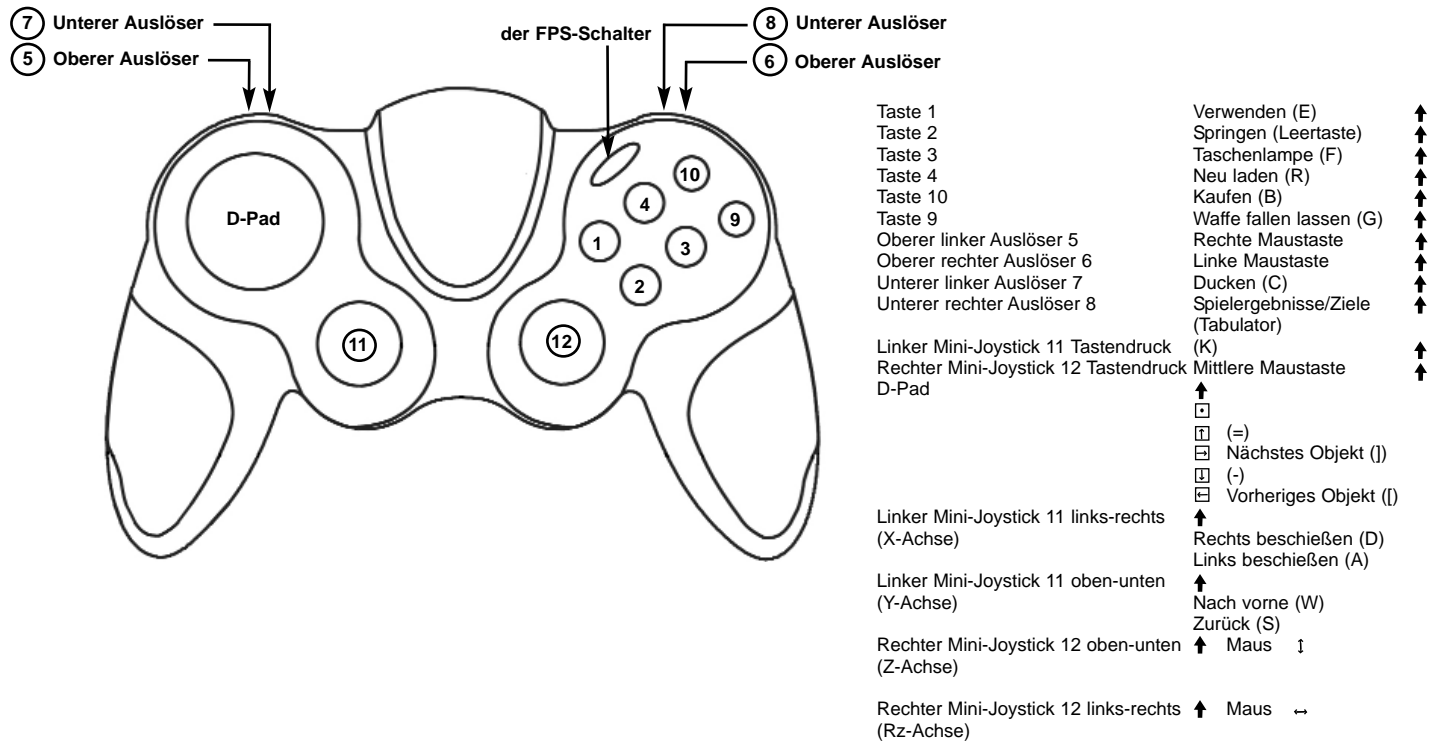 7 Unterer Auslöser
5 Oberer Auslöser
der FPS-Schalter
8 Unterer Auslöser
6 Oberer Auslöser
D-Pad
10
4
9
1
3
2
11
12
Taste 1 Verwenden (E)
Taste 2 Springen (Leertaste)
Taste 3 Taschenlampe (F)
Taste 4 Neu laden (R)
Taste 10 Kaufen (B)
Taste 9 Waffe fallen lassen (G)
Oberer linker Auslöser 5 Rechte Maustaste
Oberer rechter Auslöser 6 Linke Maustaste
Unterer linker Auslöser 7 Ducken (C)
Unterer rechter Auslöser 8 Spielergebnisse/Ziele
(Tabulator)
Linker Mini-Joystick 11 Tastendruck (K)
Rechter Mini-Joystick 12 Tastendruck Mittlere Maustaste
D-Pad
(=)
Nächstes Objekt (])
(-)
Vorheriges Objekt ([)
Linker Mini-Joystick 11 links-rechts
(X-Achse) Rechts beschießen (D)
Links beschießen (A)
Linker Mini-Joystick 11 oben-unten
(Y-Achse) Nach vorne (W)
Zurück (S)
Rechter Mini-Joystick 12 oben-unten Maus
(Z-Achse)
Rechter Mini-Joystick 12 links-rechts Maus
(Rz-Achse)